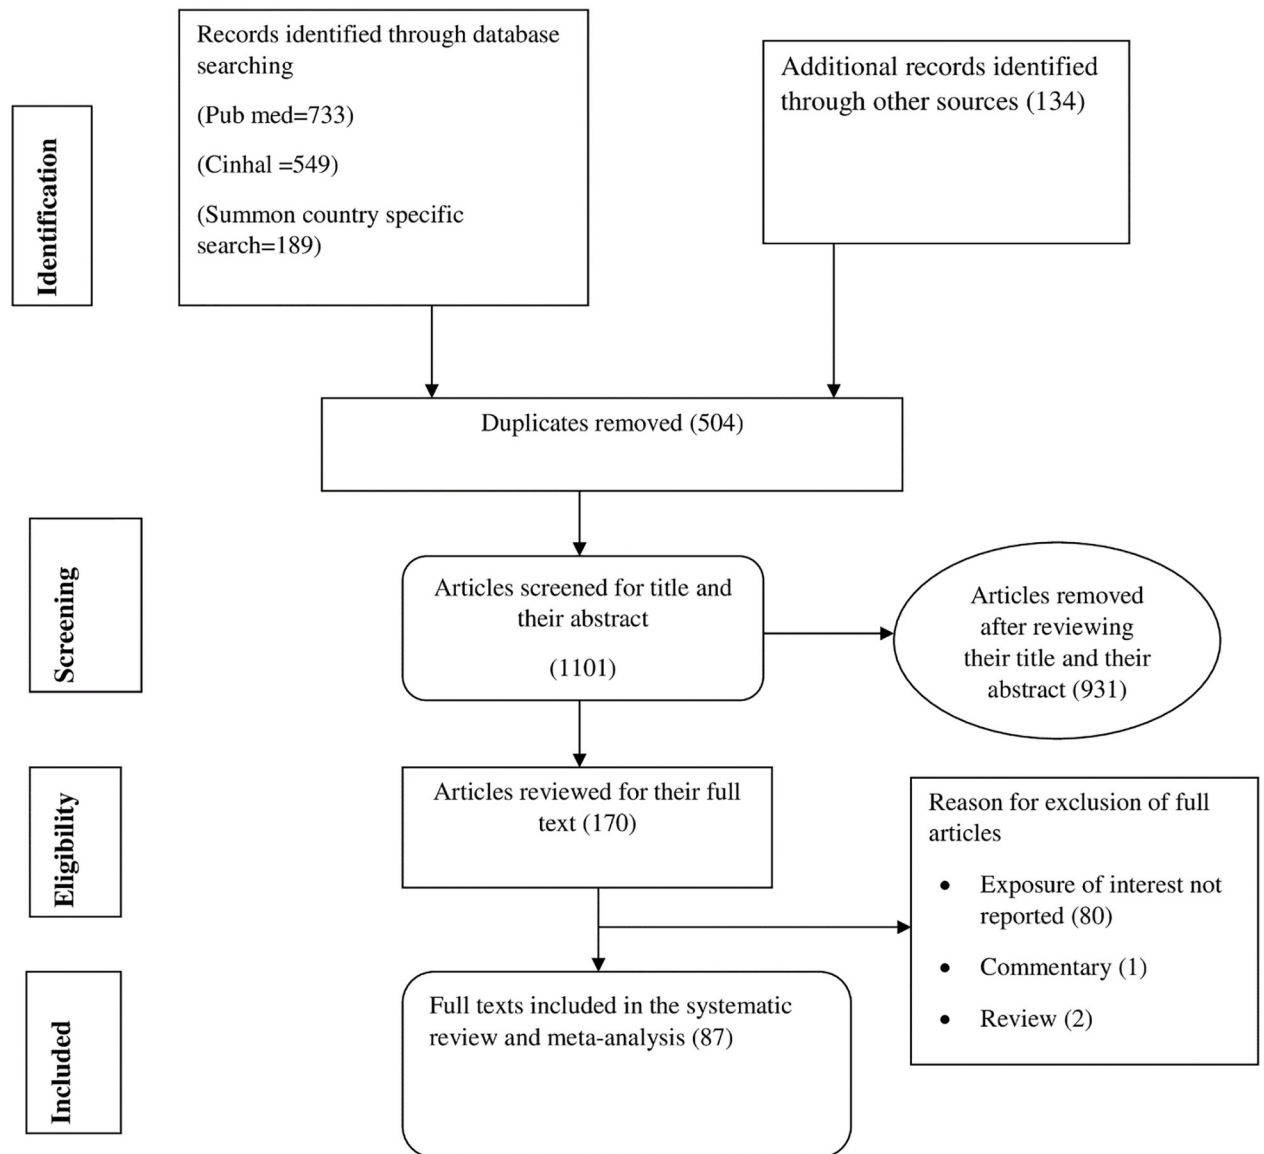 Records identified through database
searching
(Pub med=733)
(Cinhal =549)
(Summon country specific
search=189)
Additional records identified
through other sources (134)
Identification
Duplicates removed (504)
Screening
Articles screened for title and
their abstract
(1101)
Articles removed
after reviewing
their title and their
abstract (931)
Eligibility
Articles reviewed for their full
text (170)
Reason for exclusion of full
articles
• Exposure of interest not
reported (80)
• Commentary (1)
• Review (2)
Included
Full texts included in the systematic
review and meta-analysis (87)